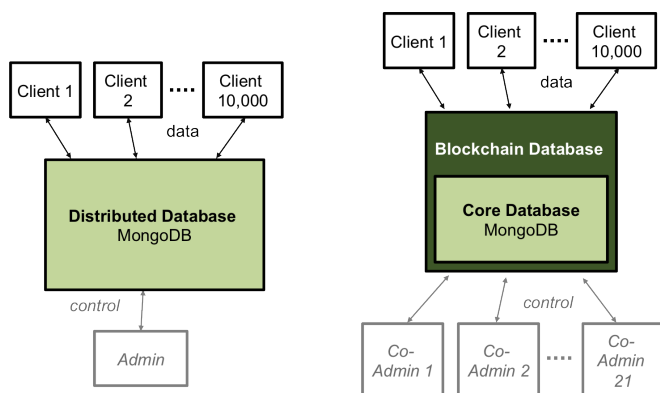 Client 1
Client
2
....
Client
10,000
data
Distributed Database
MongoDB
control
Admin
Client 1
Client
2
....
Client
10,000
data
Blockchain Database
Core Database
MongoDB
control
Co-
Admin 1
Co-
Admin 2
....
Co-
Admin
21